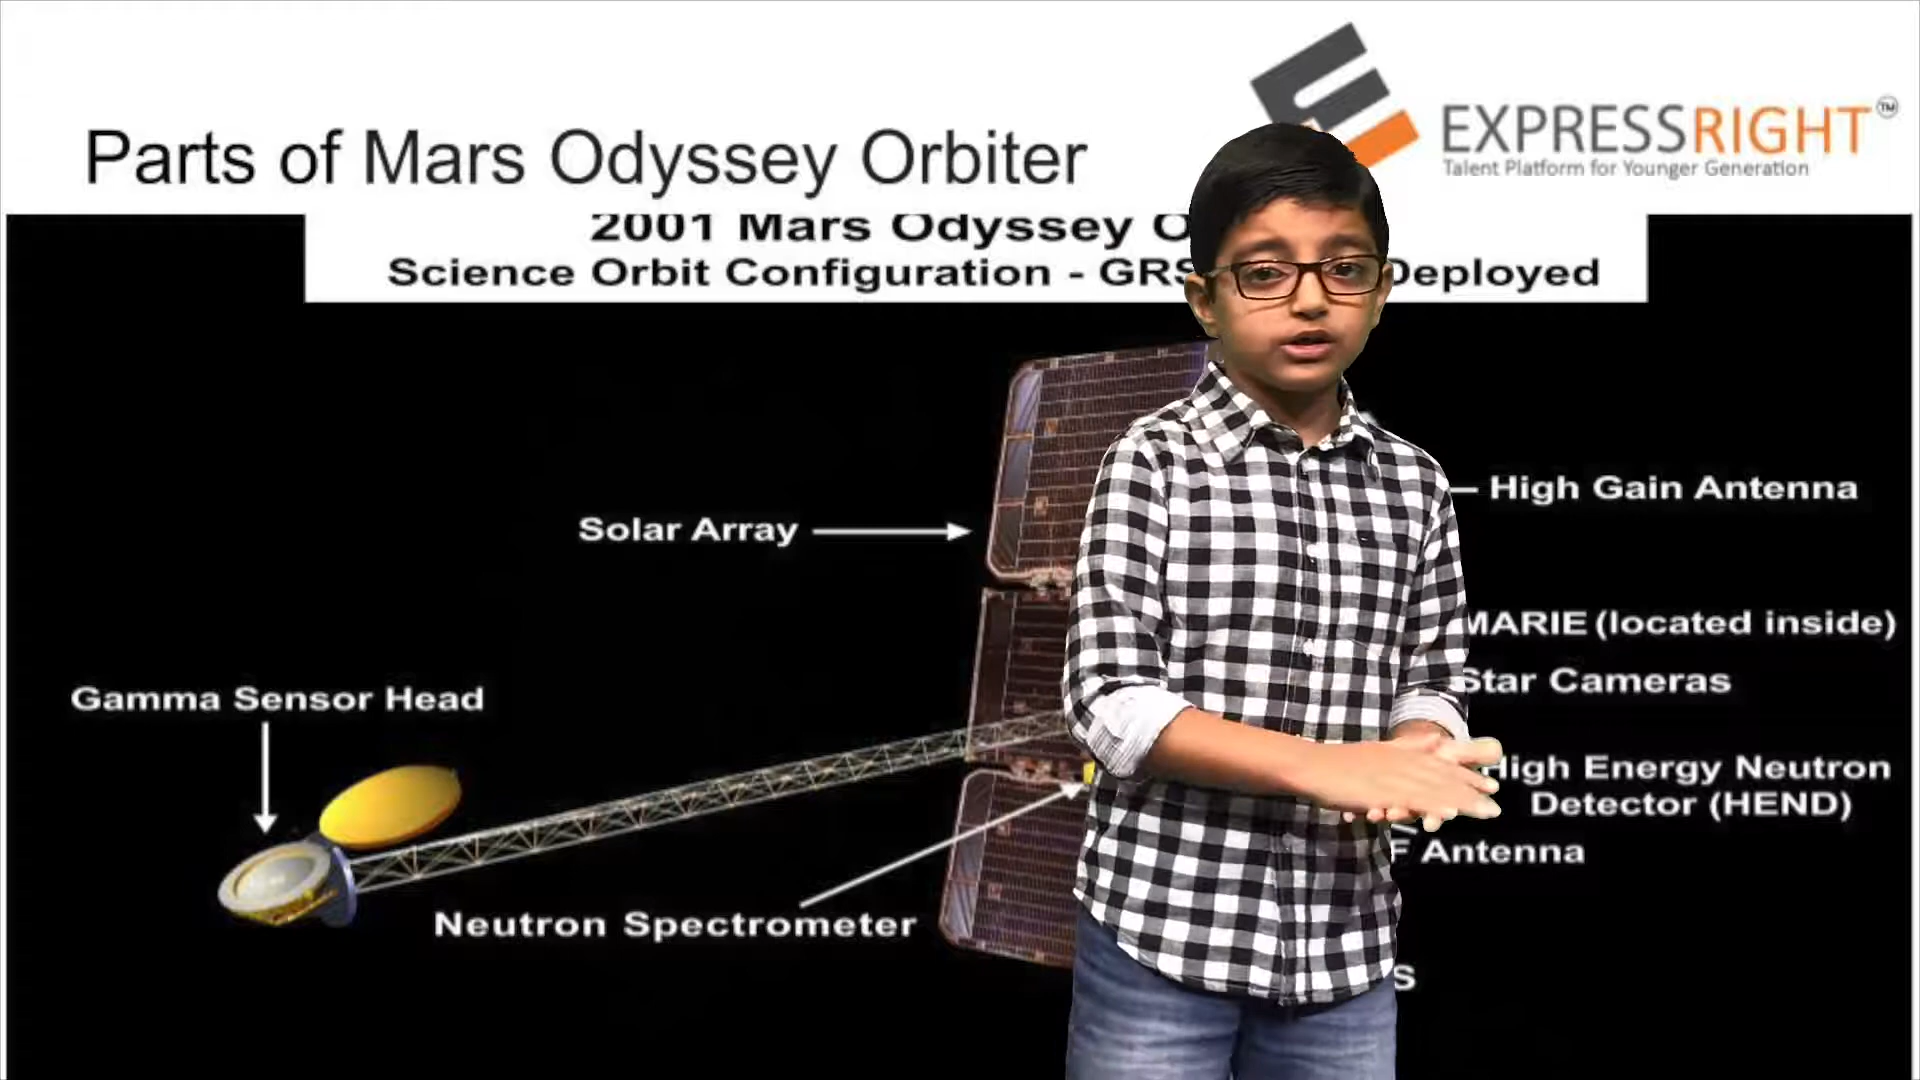 EXPRESSRIGHT™
Talent Platform for Younger Generation
Parts of Mars Odyssey Orbiter
2001 Mars Odyssey
Science Orbit Configuration - Deployed
High Gain Antenna
Solar Array
MARIE (located inside)
Star Cameras
Gamma Sensor Head
High Energy Neutron
Detector (HEND)
Antenna
Neutron Spectrometer